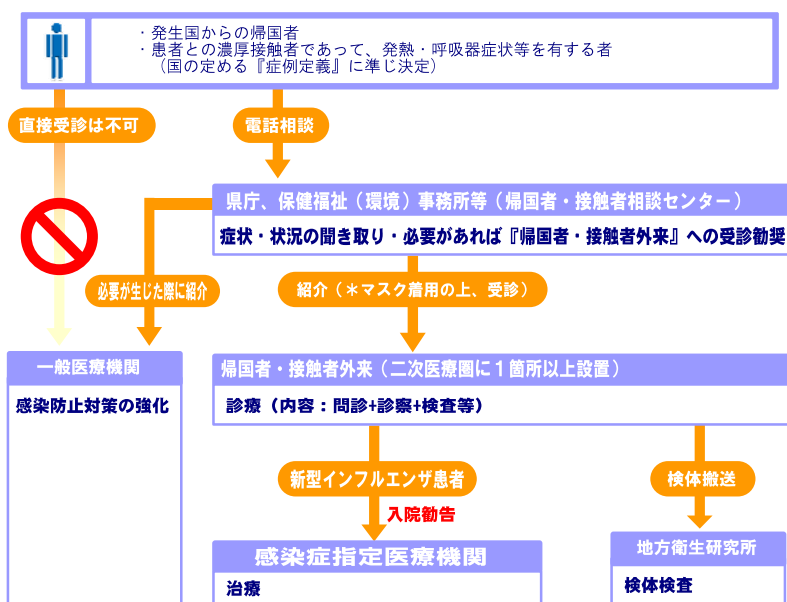 ・発生国からの帰国者
・患者との濃厚接触者であって、発熱・呼吸器症状等を有する者
（国の定める『症例定義』に準じ決定）
直接受診は不可
電話相談
県庁、保健福祉（環境）事務所等（帰国者・接触者相談センター）
症状・状況の聞き取り・必要があれば『帰国者・接触者外来』への受診勧奨
必要が生じた際に紹介
紹介（＊マスク着用の上、受診）
一般医療機関
感染防止対策の強化
帰国者・接触者外来（二次医療圏に１箇所以上設置）
診療（内容：問診+診察+検査等）
新型インフルエンザ患者
検体搬送
入院勧告
感染症指定医療機関
治療
地方衛生研究所
検体検査